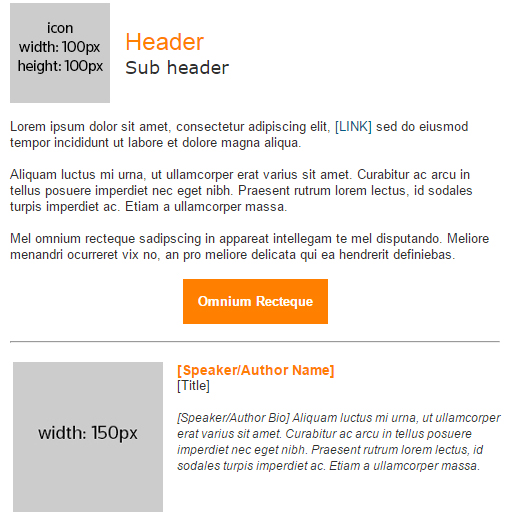 icon
width: 100px
height: 100px
Header
Sub header
Lorem ipsum dolor sit amet, consectetur adipiscing elit, [LINK] sed do eiusmod
tempor incididunt ut labore et dolore magna aliqua.
Aliquam luctus mi urna, ut ullamcorper erat varius sit amet. Curabitur ac arcu in
tellus posuere imperdiet nec eget nibh. Praesent rutrum lorem lectus, id sodales
turpis imperdiet ac. Etiam a ullamcorper massa.
Mel omnium recteque sadipscing in appareat intellegam te mel disputando. Meliore
menandri ocurreret vix no, an pro meliore delicata qui ea hendrerit definiebas.
Omnium Recteque
width: 150px
[Speaker/Author Name]
[Title]
[Speaker/Author Bio] Aliquam luctus mi urna, ut ullamcorper
erat varius sit amet. Curabitur ac arcu in tellus posuere
imperdiet nec eget nibh. Praesent rutrum lorem lectus, id
sodales turpis imperdiet ac. Etiam a ullamcorper massa.